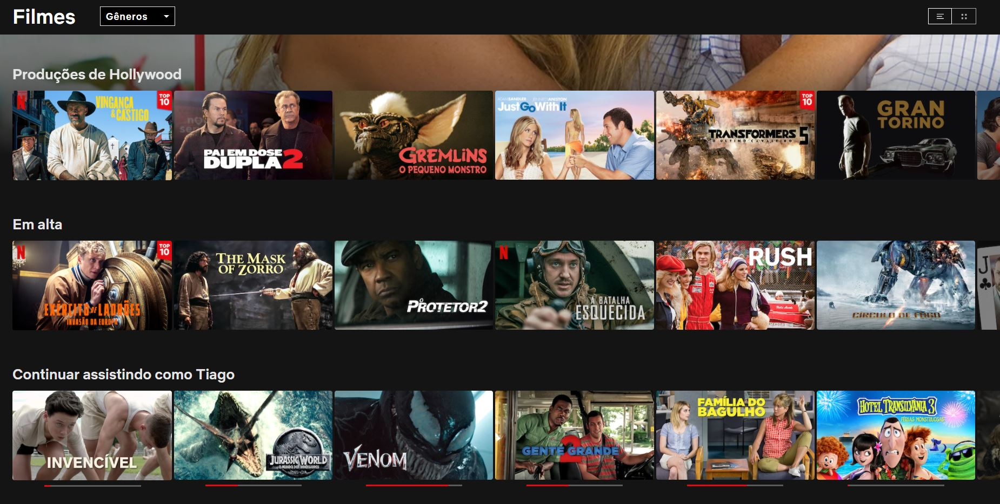 Filmes
Gêneros
Produções de Hollywood
N
VINGANÇA
& CASTIGO
TOP
10
PAI EM DOSE
DUPLA 2
GREMLINS
O PEQUENO MONSTRO
ADAM SANDLER JENNIFER ANISTON
Just Go With It
TOP
10
TRANSFORMERS 5
O ÚLTIMO CAVALEIRO
GRAN
TORINO
Em alta
N
TOP
10
EXÉRCITO DE LADRÕES
INVASÃO DA EUROPA
THE MASK
OF ZORRO
O
PROTETOR 2
N
A BATALHA
ESQUECIDA
RUSH
CÍRCULO DE FOGO
J
Continuar assistindo como Tiago
INVENCÍVEL
JURASSIC WORLD
O MUNDO DOS DINOSSAUROS
VENOM
GENTE GRANDE
2
FAMÍLIA DO
BAGULHO
HOTEL TRANSILVÂNIA 3
FÉRIAS MONSTRUOSAS